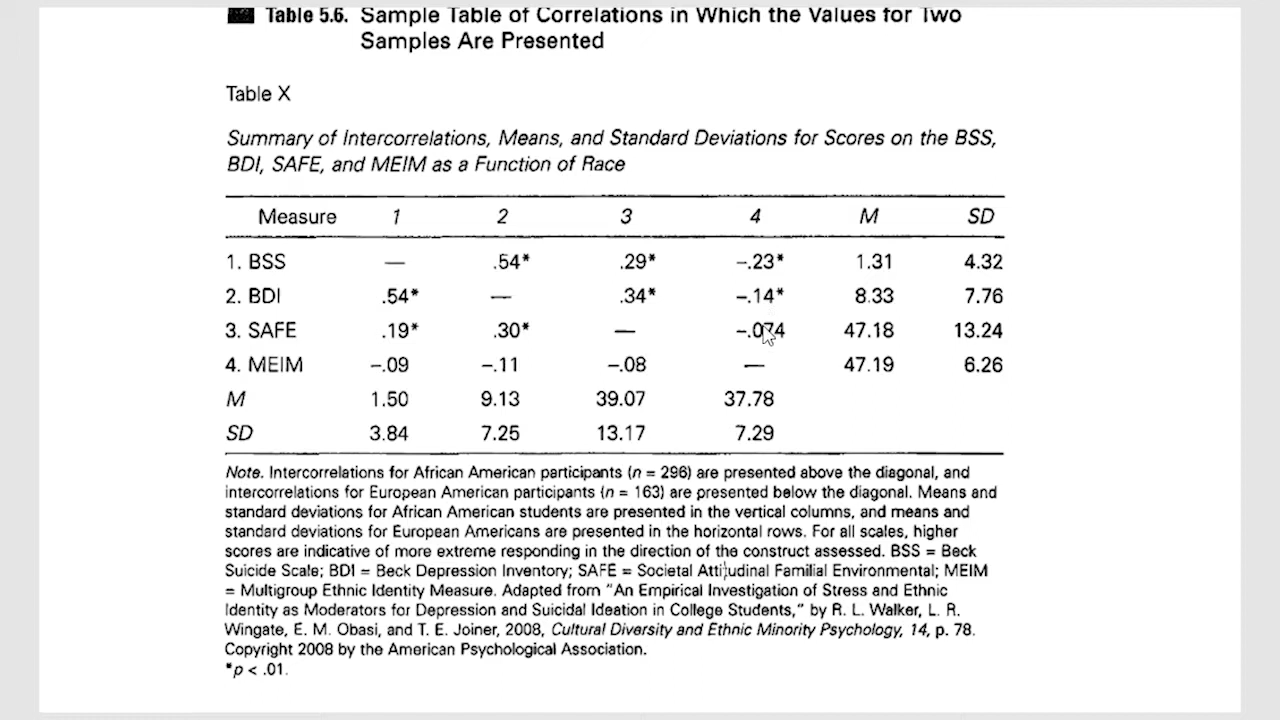 Table 5.6. Sample Table of Correlations in Which the Values for Two
Samples Are Presented
Table X
Summary of Intercorrelations, Means, and Standard Deviations for Scores on the BSS,
BDI, SAFE, and MEIM as a Function of Race
Measure 1 2 3 4 M SD
1. BSS — .54* .29* –.23* 1.31 4.32
2. BDI .54* — .34* –.14* 8.33 7.76
3. SAFE .19* .30* — –.074 47.18 13.24
4. MEIM –.09 –.11 –.08 — 47.19 6.26
M 1.50 9.13 39.07 37.78
SD 3.84 7.25 13.17 7.29
Note. Intercorrelations for African American participants (n = 296) are presented above the diagonal, and
intercorrelations for European American participants (n = 163) are presented below the diagonal. Means and
standard deviations for African American students are presented in the vertical columns, and means and
standard deviations for European Americans are presented in the horizontal rows. For all scales, higher
scores are indicative of more extreme responding in the direction of the construct assessed. BSS = Beck
Suicide Scale; BDI = Beck Depression Inventory; SAFE = Societal Attitudinal Familial Environmental; MEIM
= Multigroup Ethnic Identity Measure. Adapted from “An Empirical Investigation of Stress and Ethnic
Identity as Moderators for Depression and Suicidal Ideation in College Students,” by R. L. Walker, L. R.
Wingate, E. M. Obasi, and T. E. Joiner, 2008, Cultural Diversity and Ethnic Minority Psychology, 14, p. 78.
Copyright 2008 by the American Psychological Association.
*p < .01.